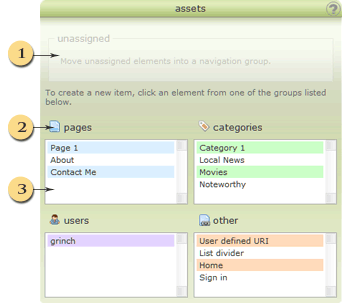 assets
?
unassigned
1
Move unassigned elements into a navigation group.
To create a new item, click an element from one of the groups listed
below.
2
pages
categories
Page 1
About
Contact Me
3
Category 1
Local News
Movies
Noteworthy
users
other
grinch
User defined URI
List divider
Home
Sign in